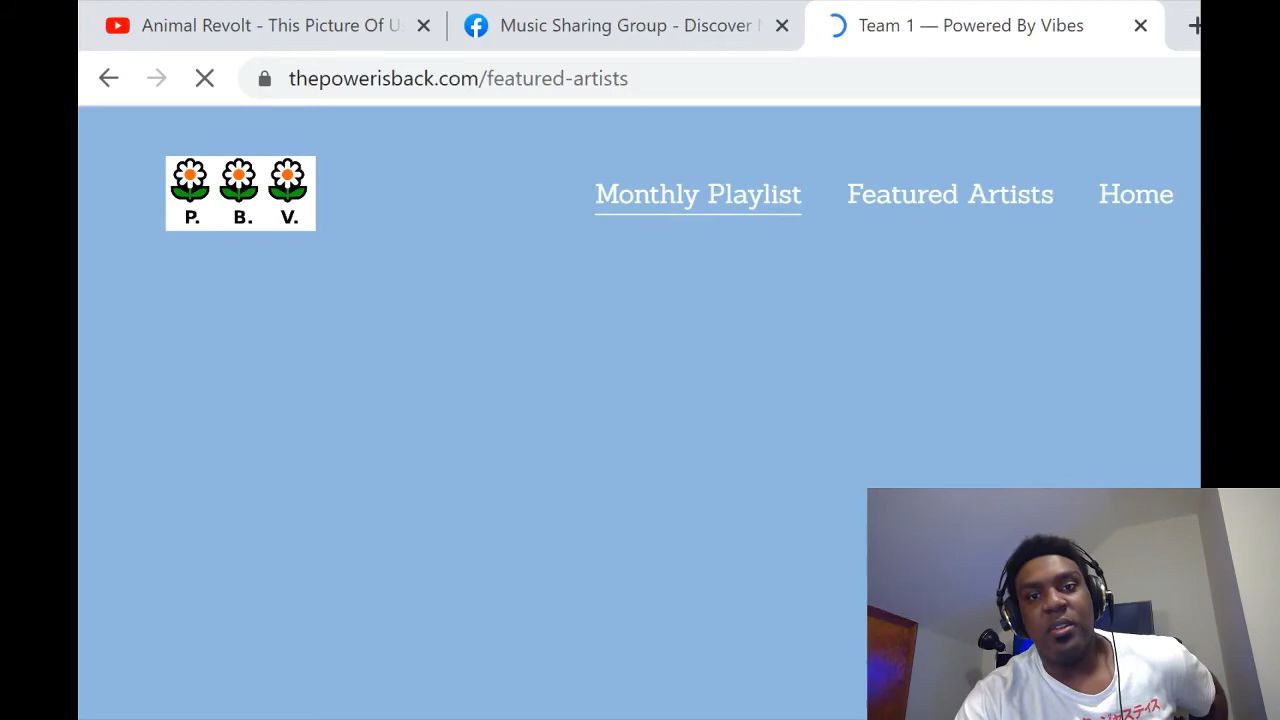 Animal Revolt - This Picture Of U
Music Sharing Group - Discover
Team 1 — Powered By Vibes
thepowerisback.com/featured-artists
P. B. V.
Monthly Playlist
Featured Artists
Home